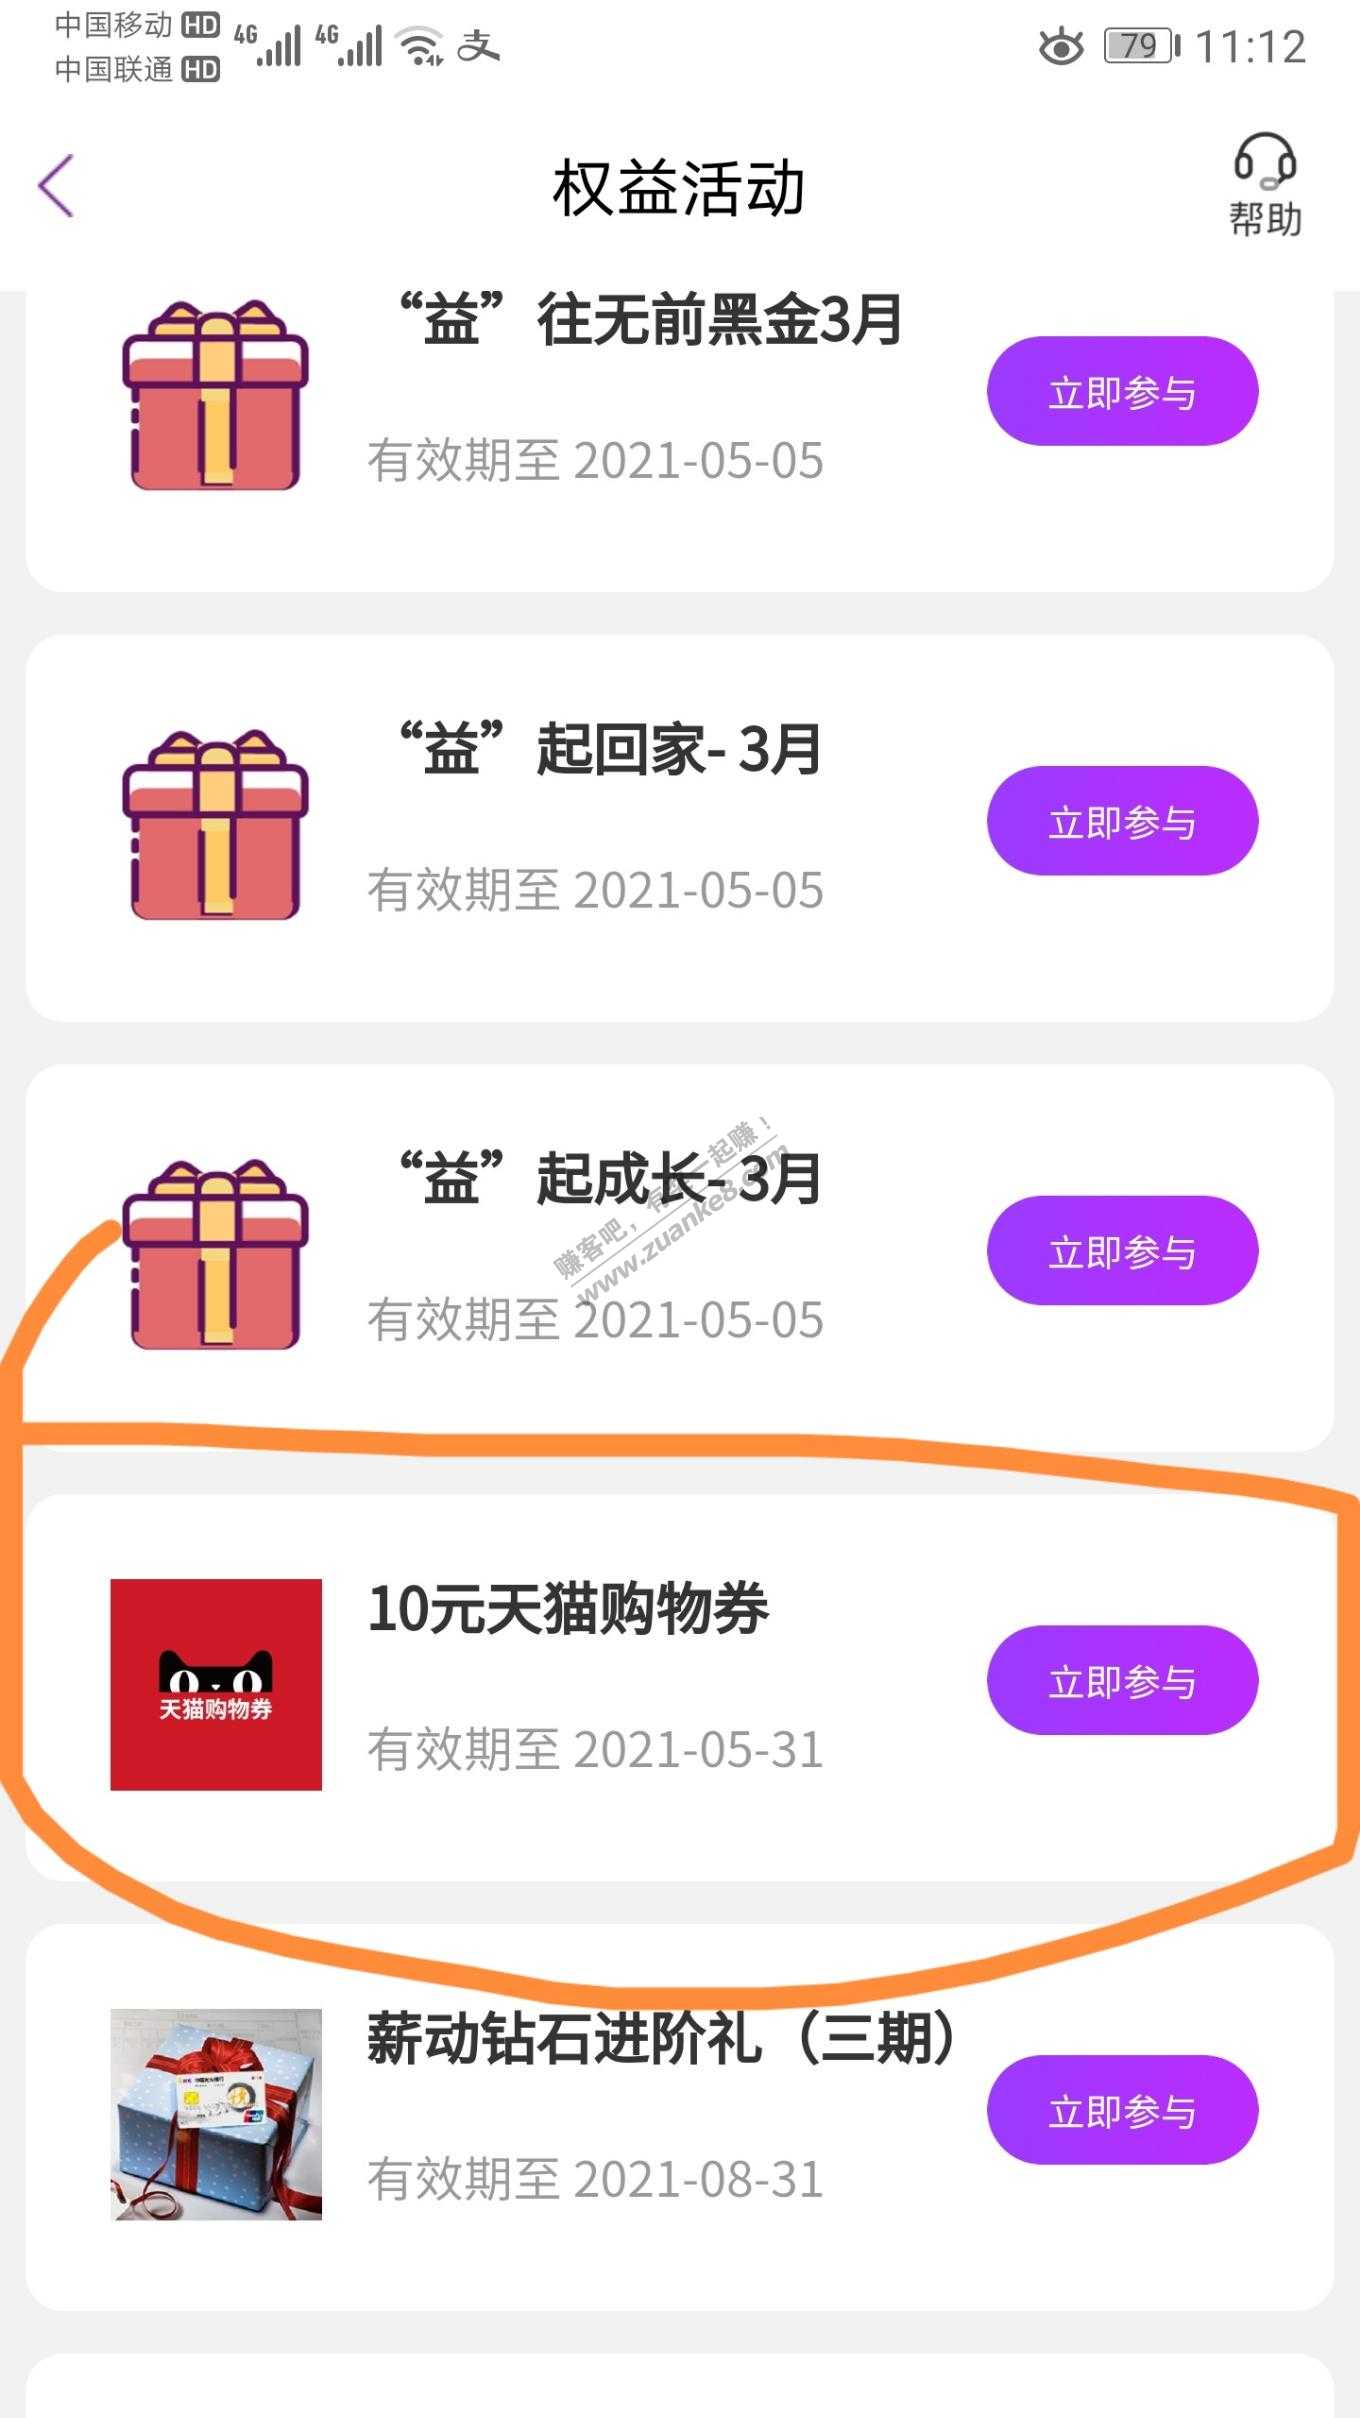 中国移动 HD 4G 4G 支 79 11:12
中国联通 HD
权益活动
帮助
“益”往无前黑金3月
立即参与
有效期至 2021-05-05
“益”起回家- 3月
立即参与
有效期至 2021-05-05
“益”起成长- 3月
赚客吧，有
一起赚！
www.zuanke8.com
立即参与
有效期至 2021-05-05
10元天猫购物券
天猫购物券
立即参与
有效期至 2021-05-31
薪动钻石进阶礼（三期）
立即参与
有效期至 2021-08-31